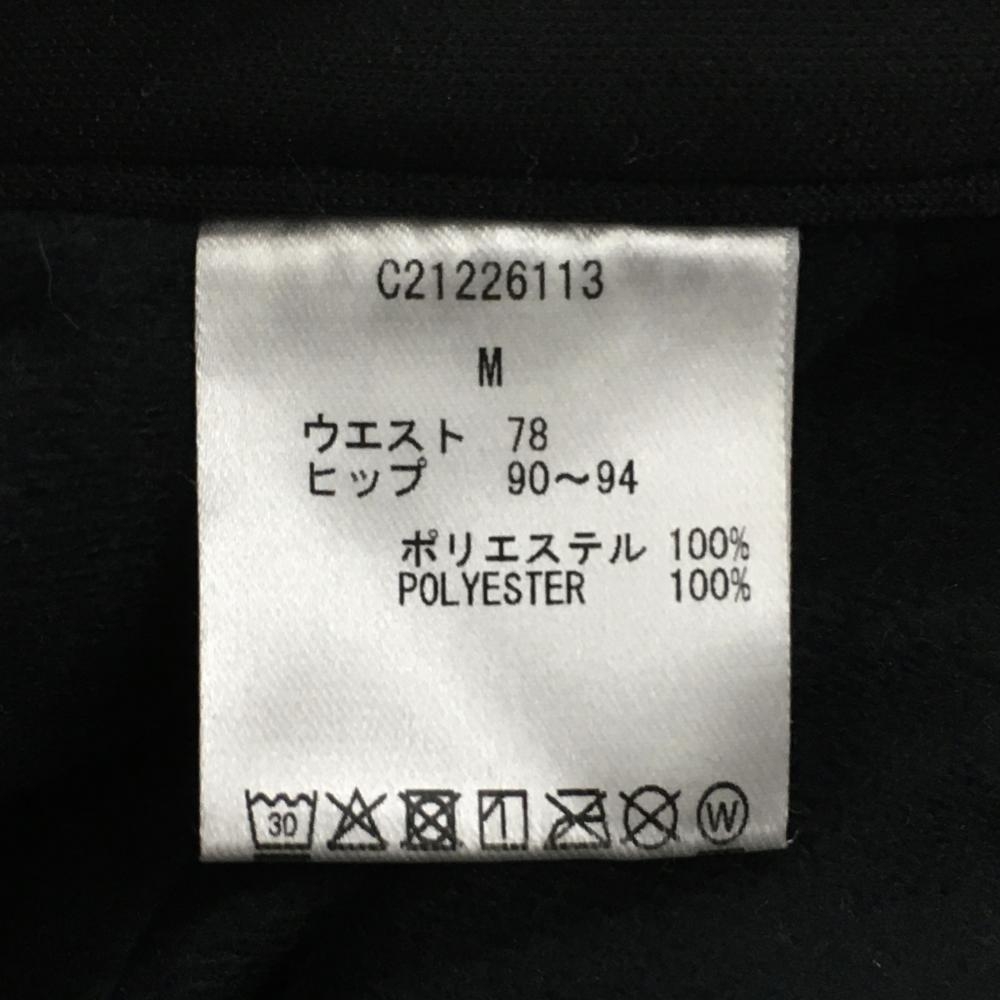 C21226113
M
ウエスト 78
ヒップ 90～94
ポリエステル 100%
POLYESTER 100%
30 W